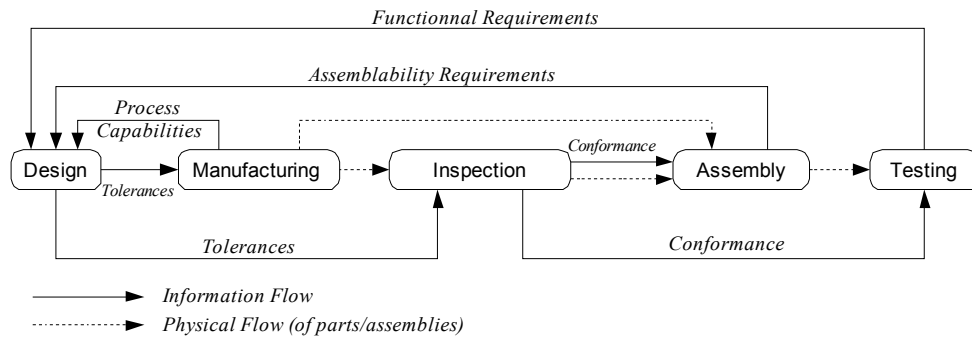 Functionnal Requirements
Assemblability Requirements
Process
Capabilities
Conformance
Design
Manufacturing
Inspection
Assembly
Testing
Tolerances
Tolerances
Conformance
Information Flow
Physical Flow (of parts/assemblies)